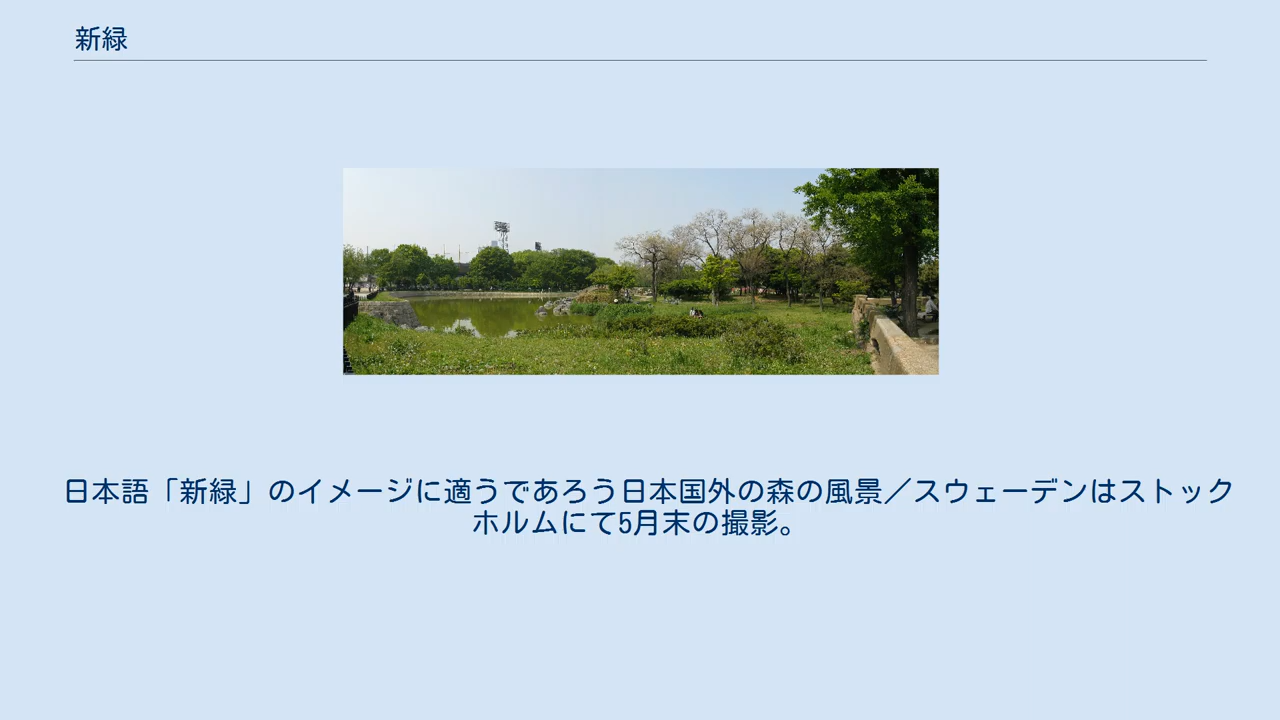 新緑
日本語「新緑」のイメージに適うであろう日本国外の森の風景／スウェーデンはストック
ホルムにて5月末の撮影。